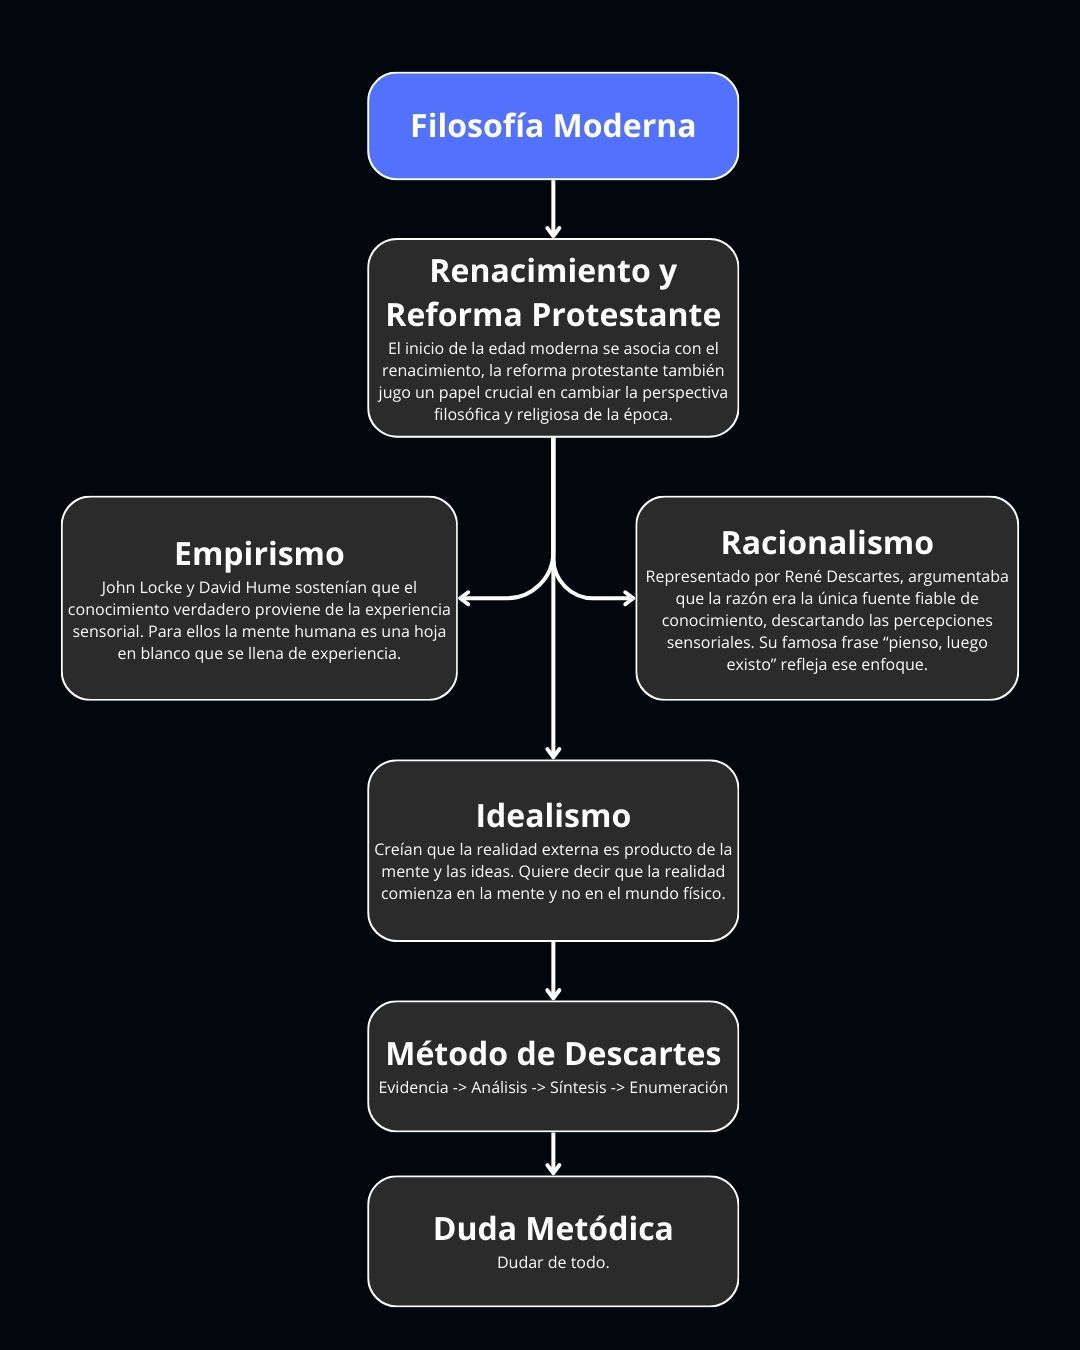 Filosofía Moderna
Renacimiento y
Reforma Protestante
El inicio de la edad moderna se asocia con el
renacimiento, la reforma protestante también
jugo un papel crucial en cambiar la perspectiva
filosófica y religiosa de la época.
Empirismo
John Locke y David Hume sostenían que el
conocimiento verdadero proviene de la experiencia
sensorial. Para ellos la mente humana es una hoja
en blanco que se llena de experiencia.
Racionalismo
Representado por René Descartes, argumentaba
que la razón era la única fuente fiable de
conocimiento, descartando las percepciones
sensoriales. Su famosa frase “pienso, luego
existo” refleja ese enfoque.
Idealismo
Creían que la realidad externa es producto de la
mente y las ideas. Quiere decir que la realidad
comienza en la mente y no en el mundo físico.
Método de Descartes
Evidencia -> Análisis -> Síntesis -> Enumeración
Duda Metódica
Dudar de todo.